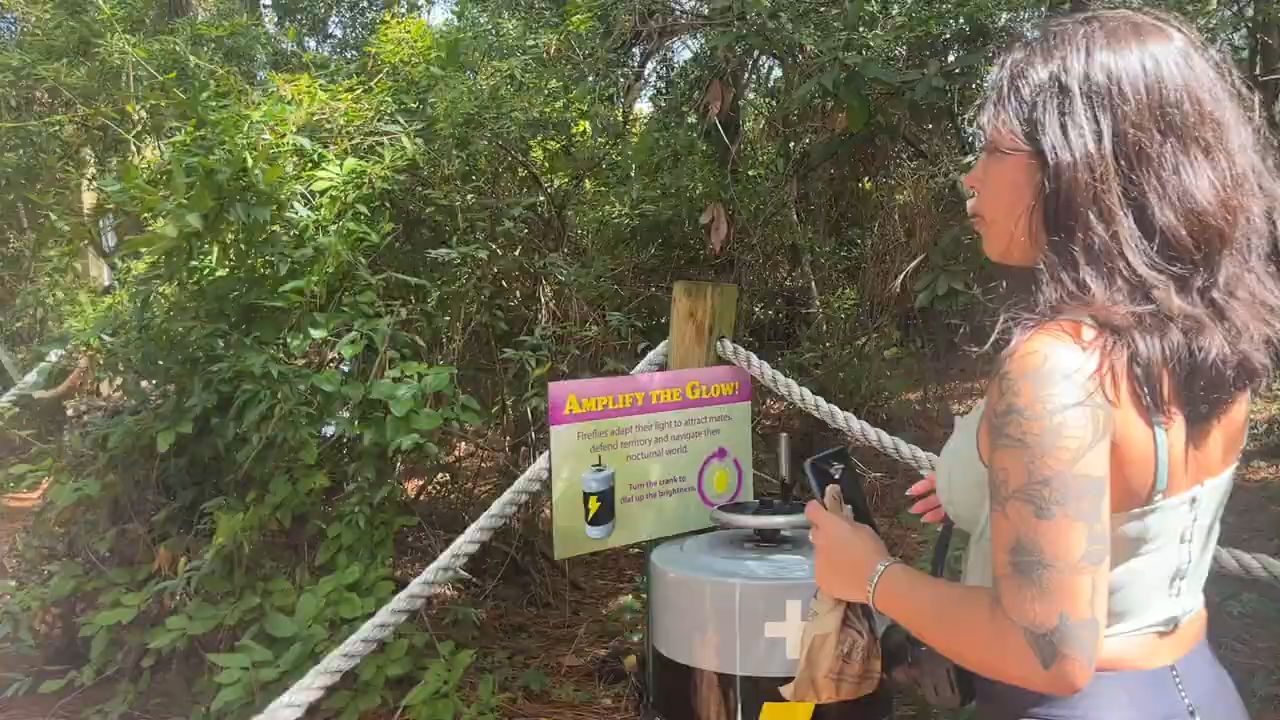 AMPLIFY THE GLOW!
Fireflies adapt their light to attract mates,
defend territory and navigate their
nocturnal world.
Turn the crank to
dial up the brightness.